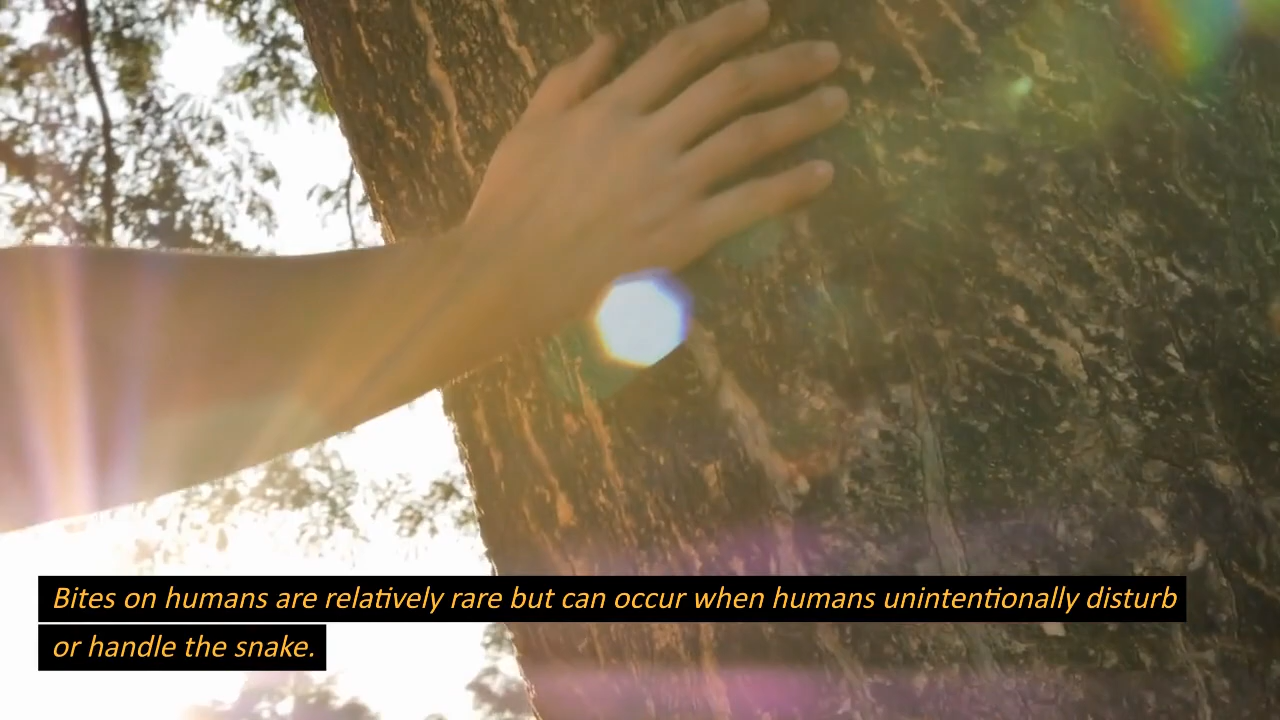 Bites on humans are relatively rare but can occur when humans unintentionally disturb
or handle the snake.